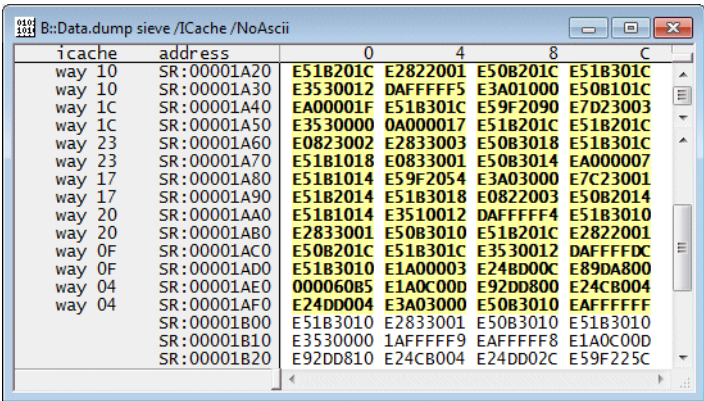 B::Data.dump sieve /ICache /NoAscii
icache address 0 4 8 C
way 10 SR:00001A20 E51B201C E2822001 E50B201C E51B301C
way 10 SR:00001A30 E3530012 DAFFFFF5 E3A01000 E50B101C
way 1C SR:00001A40 EA00001F E51B301C E59F2090 E7D23003
way 1C SR:00001A50 E3530000 0A000017 E51B201C E51B201C
way 23 SR:00001A60 E0823002 E2833003 E50B3018 E51B301C
way 23 SR:00001A70 E51B1018 E0833001 E50B3014 EA000007
way 17 SR:00001A80 E51B1014 E59F2054 E3A03000 E7C23001
way 17 SR:00001A90 E51B2014 E51B3018 E0822003 E50B2014
way 20 SR:00001AA0 E51B1014 E3510012 DAFFFFF4 E51B3010
way 20 SR:00001AB0 E2833001 E50B3010 E51B201C E2822001
way 0F SR:00001AC0 E50B201C E51B301C E3530012 DAFFFFDC
way 0F SR:00001AD0 E51B3010 E1A00003 E24BD00C E89DA800
way 04 SR:00001AE0 000060B5 E1A0C00D E92DD800 E24CB004
way 04 SR:00001AF0 E24DD004 E3A03000 E50B3010 EAFFFFFF
SR:00001B00 E51B3010 E2833001 E50B3010 E51B3010
SR:00001B10 E3530000 1AFFFFF9 EAFFFFF8 E1A0C00D
SR:00001B20 E92DD810 E24CB004 E24DD02C E59F225C